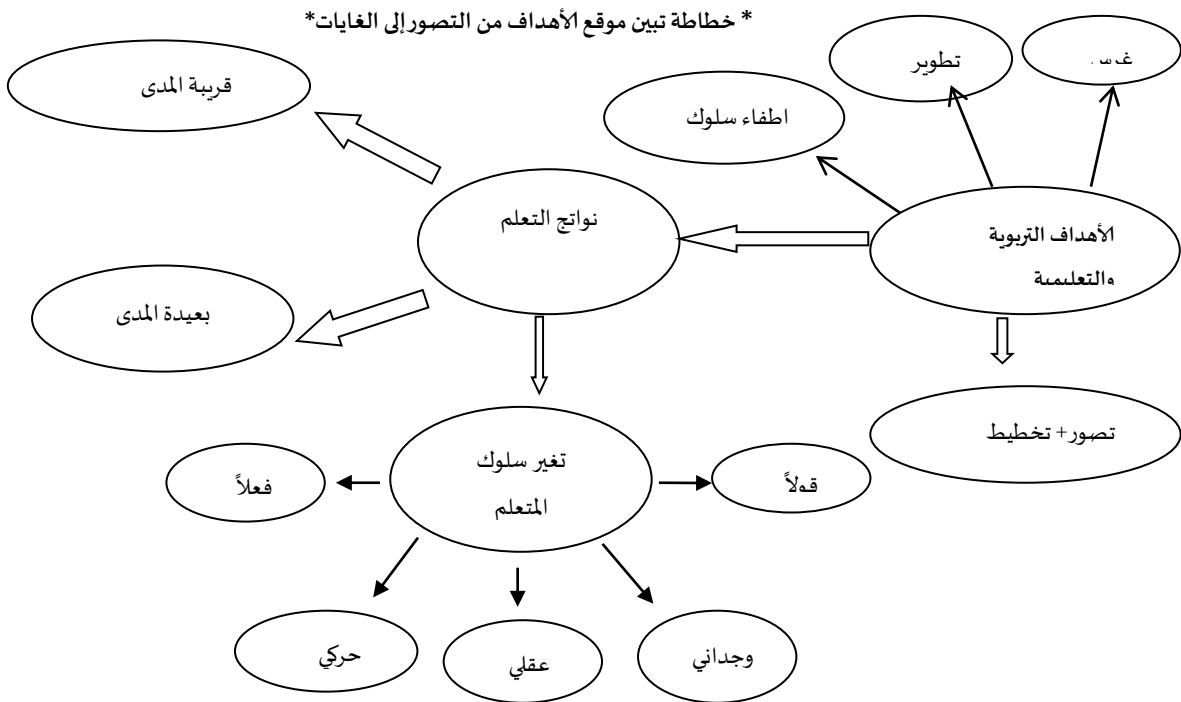 * خطاطة تبين موقع الأهداف من التصور إلى الغايات*
غرس
تطوير
اطفاء سلوك
قريبة المدى
الأهداف التربوية
والتعليمية
نواتج التعلم
بعيدة المدى
تصور+ تخطيط
تغير سلوك
المتعلم
قولاً
فعلاً
وجداني
عقلي
حركي